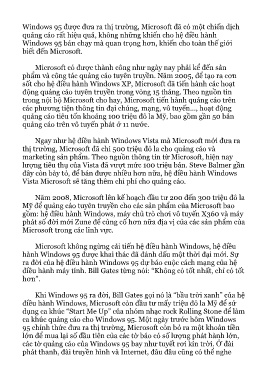 Windows 95 được đưa ra thị trường, Microsoft đã có một chiến dịch
quảng cáo rất hiệu quả, không những khiến cho hệ điều hành
Windows 95 bán chạy mà quan trọng hơn, khiến cho toàn thế giới
biết đến Microsoft.
Microsoft có được thành công như ngày nay phải kể đến sản
phẩm và công tác quảng cáo tuyên truyền. Năm 2005, để tạo ra cơn
sốt cho hệ điều hành Windows XP, Microsoft đã tiến hành các hoạt
động quảng cáo tuyên truyền trong vòng 15 tháng. Theo nguồn tin
trong nội bộ Microsoft cho hay, Microsoft tiến hành quảng cáo trên
các phương tiện thông tin đại chúng, mạng, vô tuyến..., hoạt động
quảng cáo tiêu tốn khoảng 100 triệu đô la Mỹ, bao gồm gần 50 bản
quảng cáo trên vô tuyến phát ở 11 nước.
Ngay như hệ điều hành Windows Vista mà Microsoft mới đưa ra
thị trường, Microsoft đã chi 500 triệu đô la cho quảng cáo và
marketing sản phẩm. Theo nguồn thông tin từ Microsoft, hiện nay
lượng tiêu thụ của Vista đã vượt mức 100 triệu bản. Steve Balmer gần
đây còn bày tỏ, để bán được nhiều hơn nữa, hệ điều hành Windows
Vista Microsoft sẽ tăng thêm chi phí cho quảng cáo.
Năm 2008, Microsoft lên kế hoạch đầu tư 200 đến 300 triệu đô la
Mỹ để quảng cáo tuyên truyền cho các sản phẩm của Microsoft bao
gồm: hệ điều hành Windows, máy chủ trò chơi vô tuyến X360 và máy
phát số đời mới Zune để củng cố hơn nữa địa vị của các sản phẩm của
Microsoft trong các lĩnh vực.
Microsoft không ngừng cải tiến hệ điều hành Windows, hệ điều
hành Windows 95 được khai thác đã đánh dấu một thời đại mới. Sự
ra đời của hệ điều hành Windows 95 dự báo cuộc cách mạng của hệ
điều hành máy tính. Bill Gates từng nói: "Không có tốt nhất, chỉ có tốt
hơn".
Khi Windows 95 ra đời, Bill Gates gọi nó là "bầu trời xanh" của hệ
điều hành Windows, Microsoft còn đầu tư mấy triệu đô la Mỹ để sử
dụng ca khúc "Start Me Up" của nhóm nhạc rock Rolling Stone để làm
ca khúc quảng cáo cho Windows 95. Một ngày trước hôm Windows
95 chính thức đưa ra thị trường, Microsoft còn bỏ ra một khoản tiền
lớn để mua lại số đầu tiên của các tờ báo có số lượng phát hành lớn,
các tờ quảng cáo của Windows 95 bay như tuyết rơi kín trời. Ở đài
phát thanh, đài truyền hình và Internet, đâu đâu cũng có thể nghe